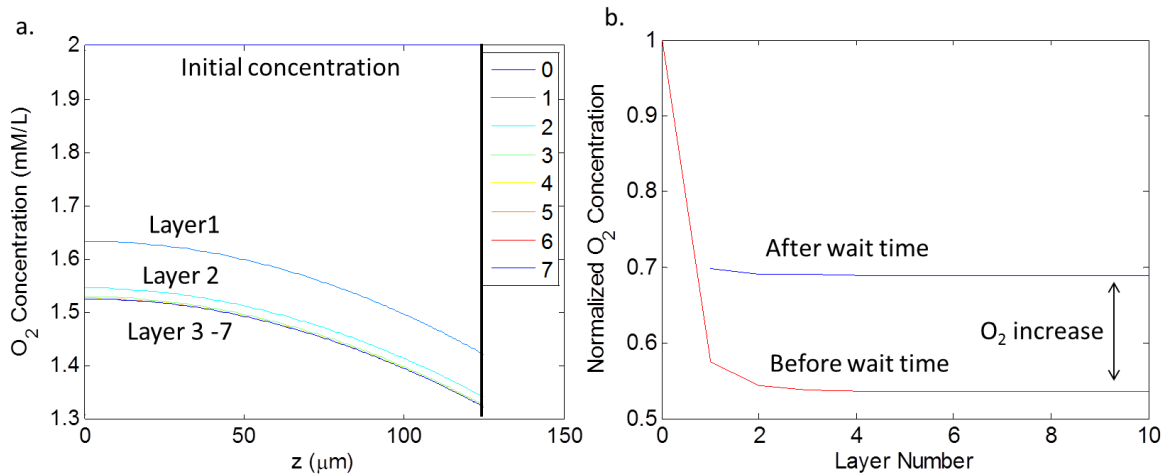 a.
O₂ Concentration (mM/L)
2
1.9
1.8
1.7
1.6
1.5
1.4
1.3
0
50
100
150
z (μm)
Initial concentration
Layer1
Layer 2
Layer 3 -7
0
1
2
3
4
5
6
7
b.
Normalized O₂ Concentration
1
0.9
0.8
0.7
0.6
0.5
0
2
4
6
8
10
Layer Number
After wait time
O₂ increase
Before wait time